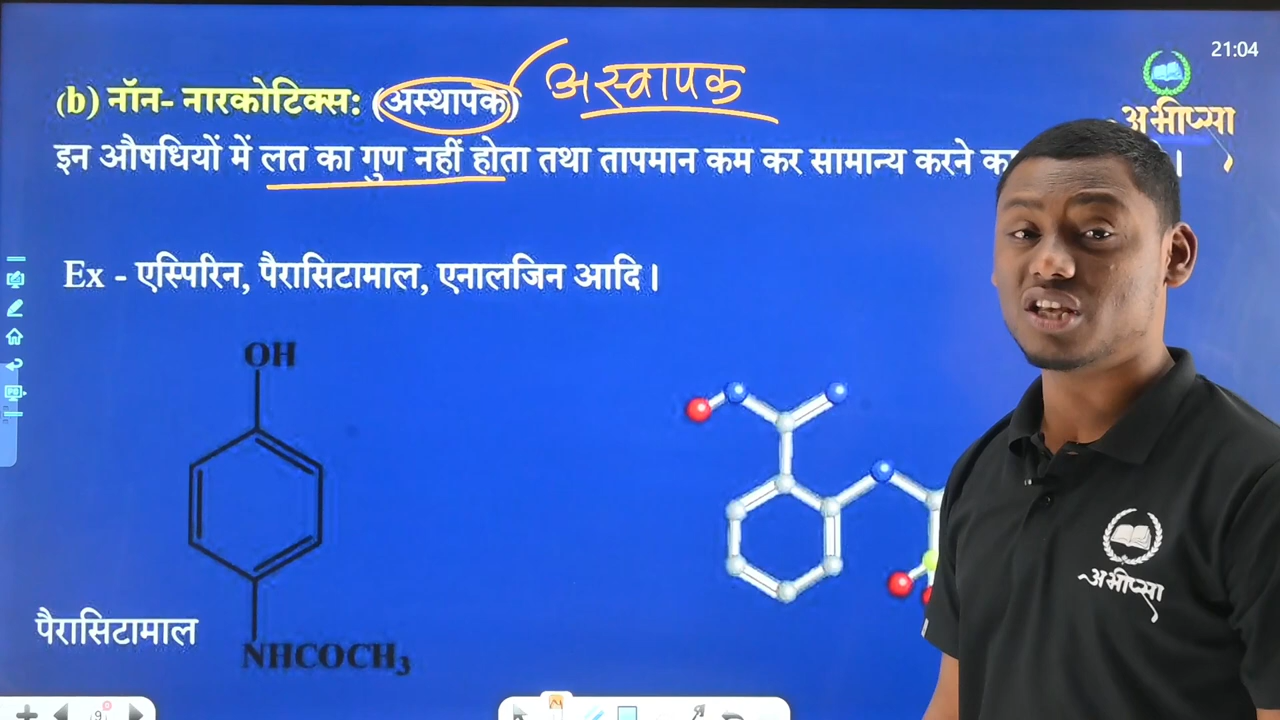 21:04
(b) नॉन- नारकोटिक्स: (अस्थापक) अस्वापक
अभीप्सा
इन औषधियों में लत का गुण नहीं होता तथा तापमान कम कर सामान्य करने का
Ex - एस्पिरिन, पैरासिटामाल, एनालजिन आदि।
OH
अभीप्सा
पैरासिटामाल
NHCOCH3